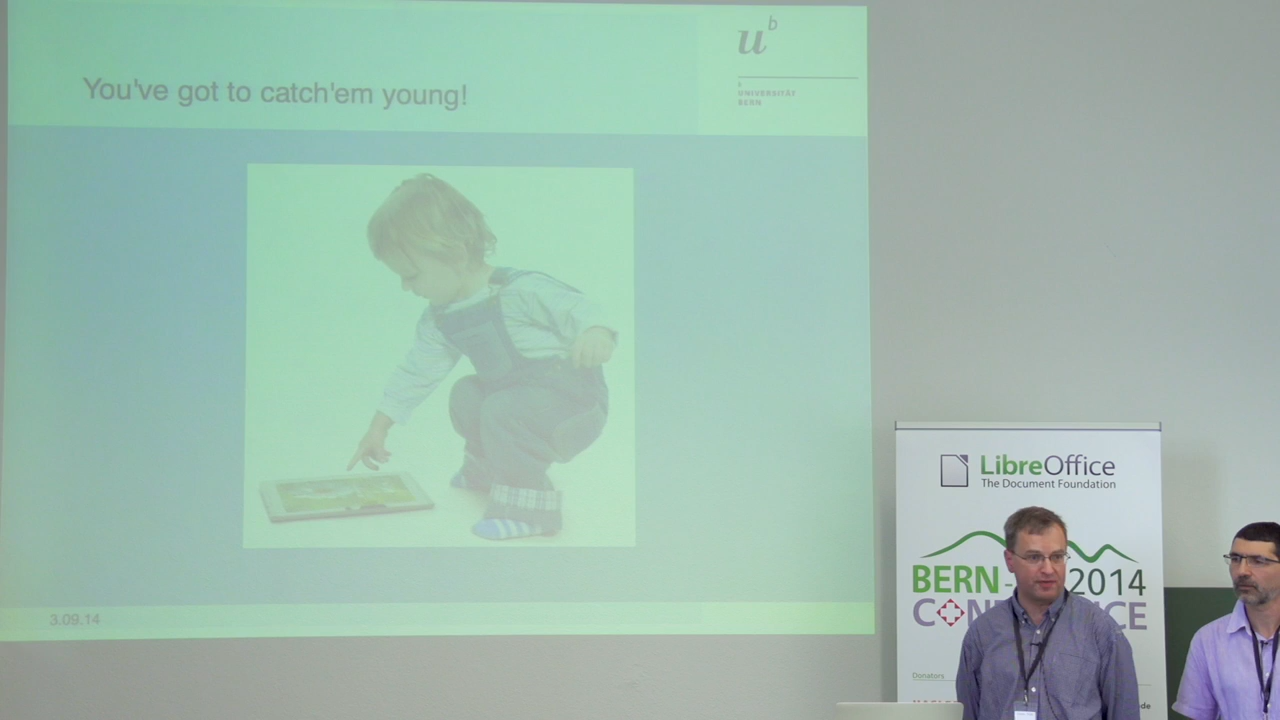 You've got to catch'em young!
u
b
UNIVERSITÄT
BERN
3.09.14
LibreOffice
The Document Foundation
BERN- 2014
Donators